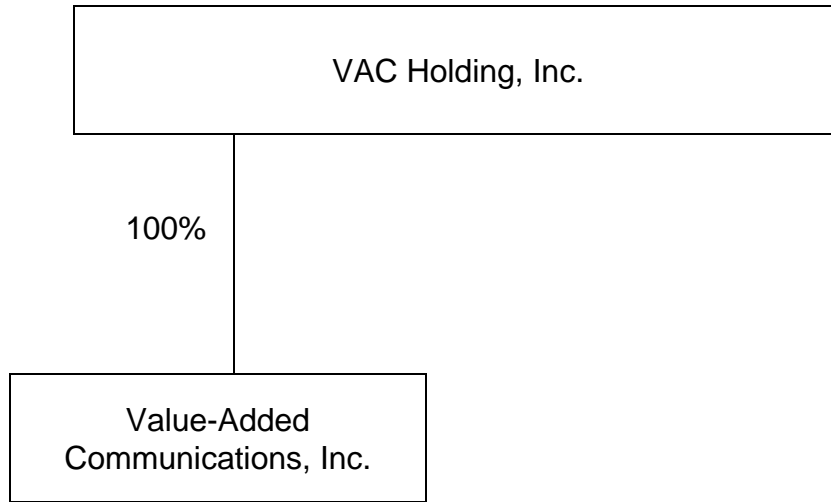 VAC Holding, Inc.
100%
Value-Added
Communications, Inc.